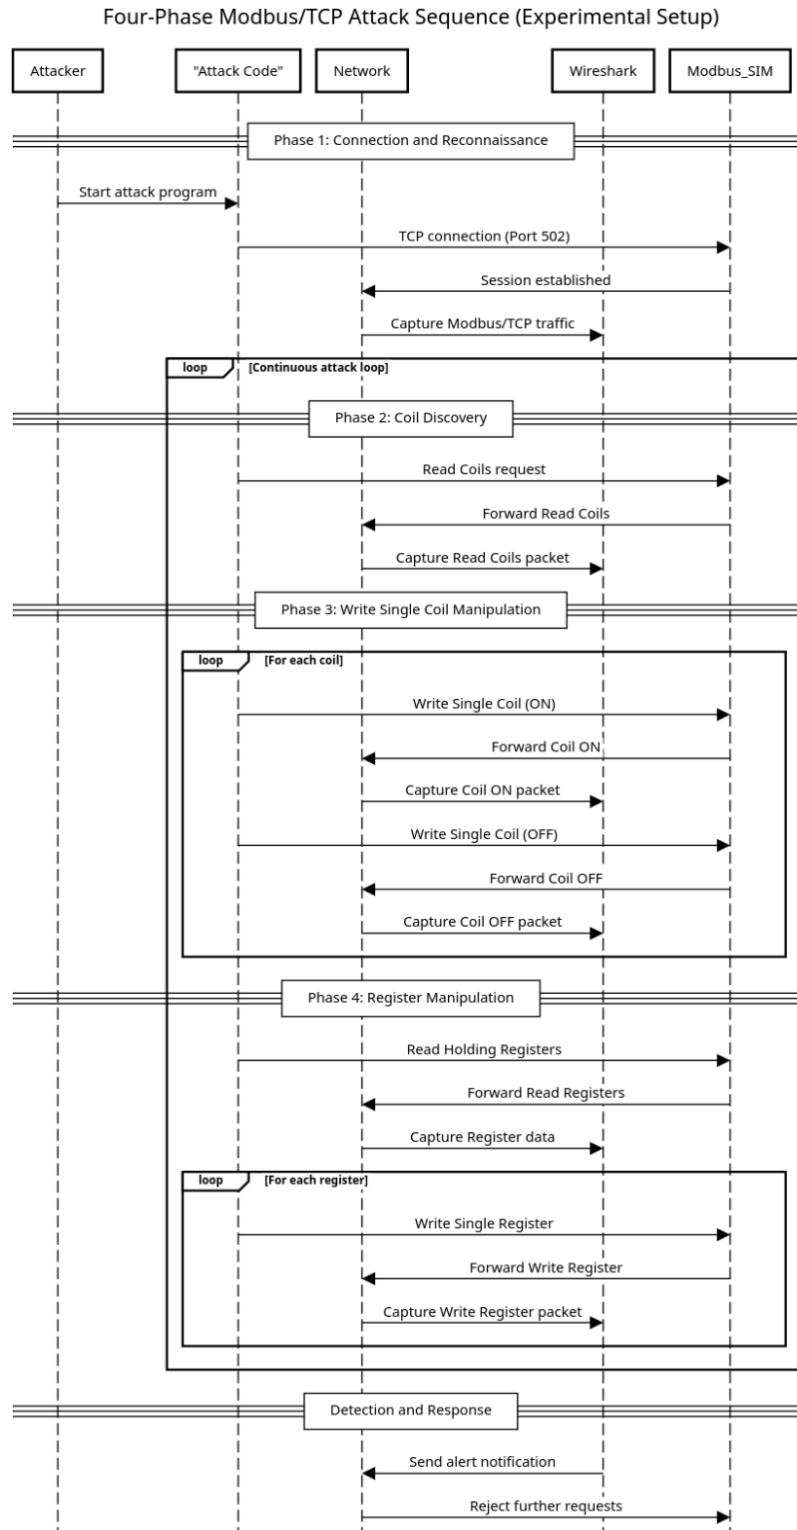 Four-Phase Modbus/TCP Attack Sequence (Experimental Setup)
Attacker
"Attack Code"
Network
Wireshark
Modbus_SIM
Phase 1: Connection and Reconnaissance
Start attack program
TCP connection (Port 502)
Session established
Capture Modbus/TCP traffic
loop [Continuous attack loop]
Phase 2: Coil Discovery
Read Coils request
Forward Read Coils
Capture Read Coils packet
Phase 3: Write Single Coil Manipulation
loop [For each coil]
Write Single Coil (ON)
Forward Coil ON
Capture Coil ON packet
Write Single Coil (OFF)
Forward Coil OFF
Capture Coil OFF packet
Phase 4: Register Manipulation
Read Holding Registers
Forward Read Registers
Capture Register data
loop [For each register]
Write Single Register
Forward Write Register
Capture Write Register packet
Detection and Response
Send alert notification
Reject further requests